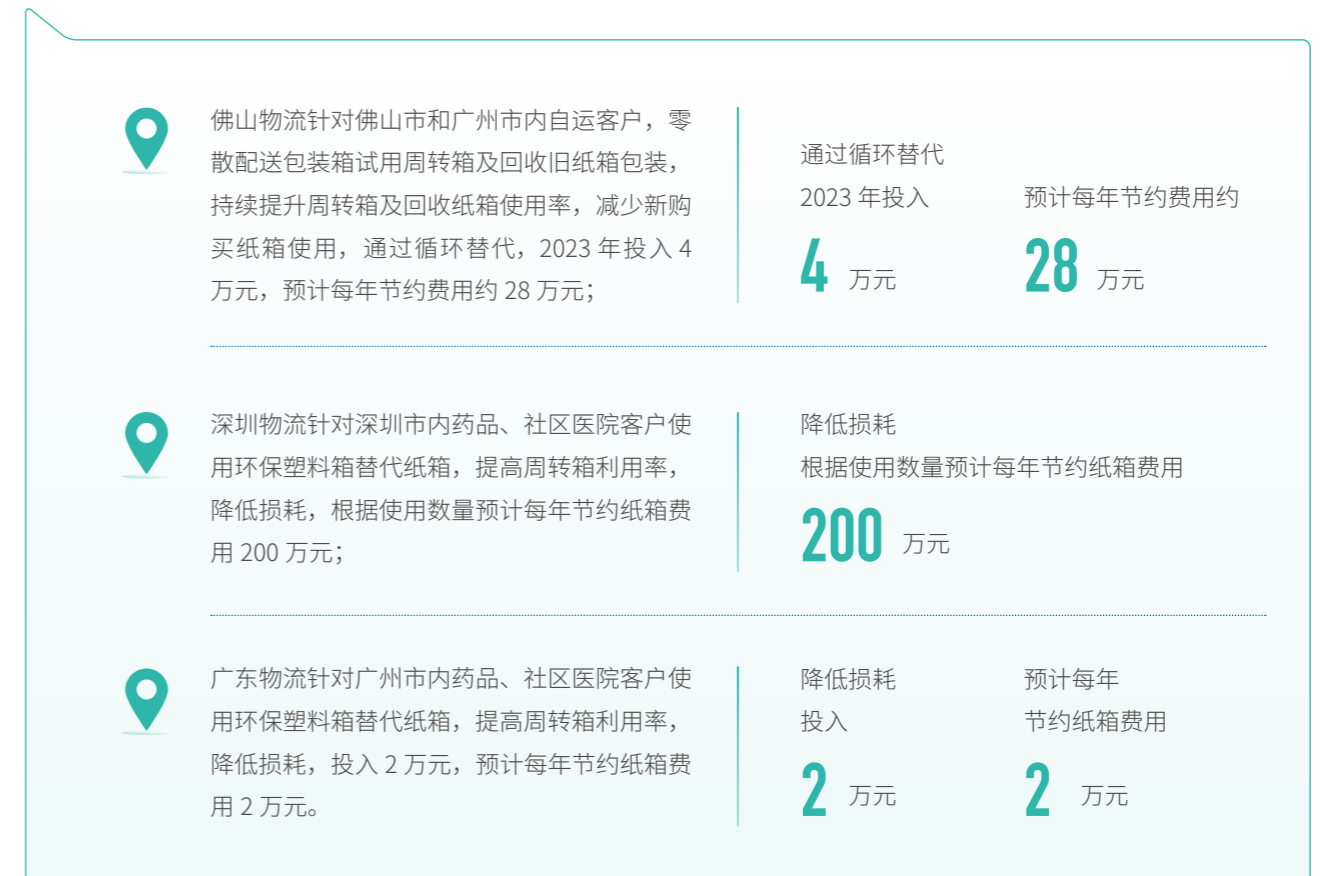 佛山物流针对佛山市和广州市内自运客户，零
散配送包装箱试用周转箱及回收旧纸箱包装，
持续提升周转箱及回收纸箱使用率，减少新购
买纸箱使用，通过循环替代，2023 年投入 4
万元，预计每年节约费用约 28 万元；
通过循环替代
2023 年投入
4 万元
预计每年节约费用约
28 万元
深圳物流针对深圳市内药品、社区医院客户使
用环保塑料箱替代纸箱，提高周转箱利用率，
降低损耗，根据使用数量预计每年节约纸箱费
用 200 万元；
降低损耗
根据使用数量预计每年节约纸箱费用
200 万元
广东物流针对广州市内药品、社区医院客户使
用环保塑料箱替代纸箱，提高周转箱利用率，
降低损耗，投入 2 万元，预计每年节约纸箱费
用 2 万元。
降低损耗
投入
2 万元
预计每年
节约纸箱费用
2 万元